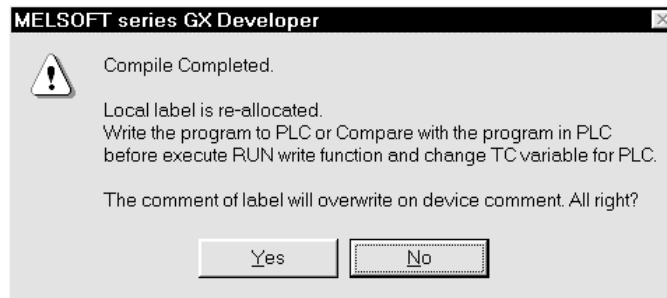 MELSOFT series GX Developer
Compile Completed.
Local label is re-allocated.
Write the program to PLC or Compare with the program in PLC
before execute RUN write function and change TC variable for PLC.
The comment of label will overwrite on device comment. All right?
Yes
No